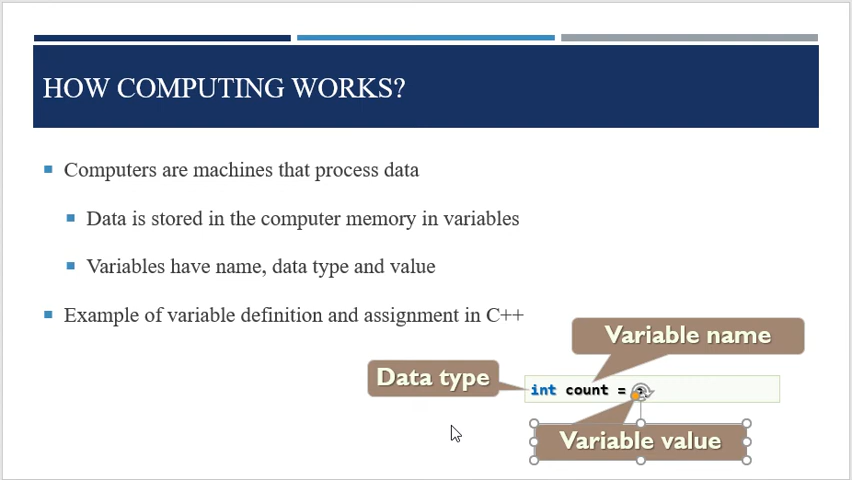 HOW COMPUTING WORKS?
Computers are machines that process data
Data is stored in the computer memory in variables
Variables have name, data type and value
Example of variable definition and assignment in C++
Variable name
Data type
int count =
Variable value